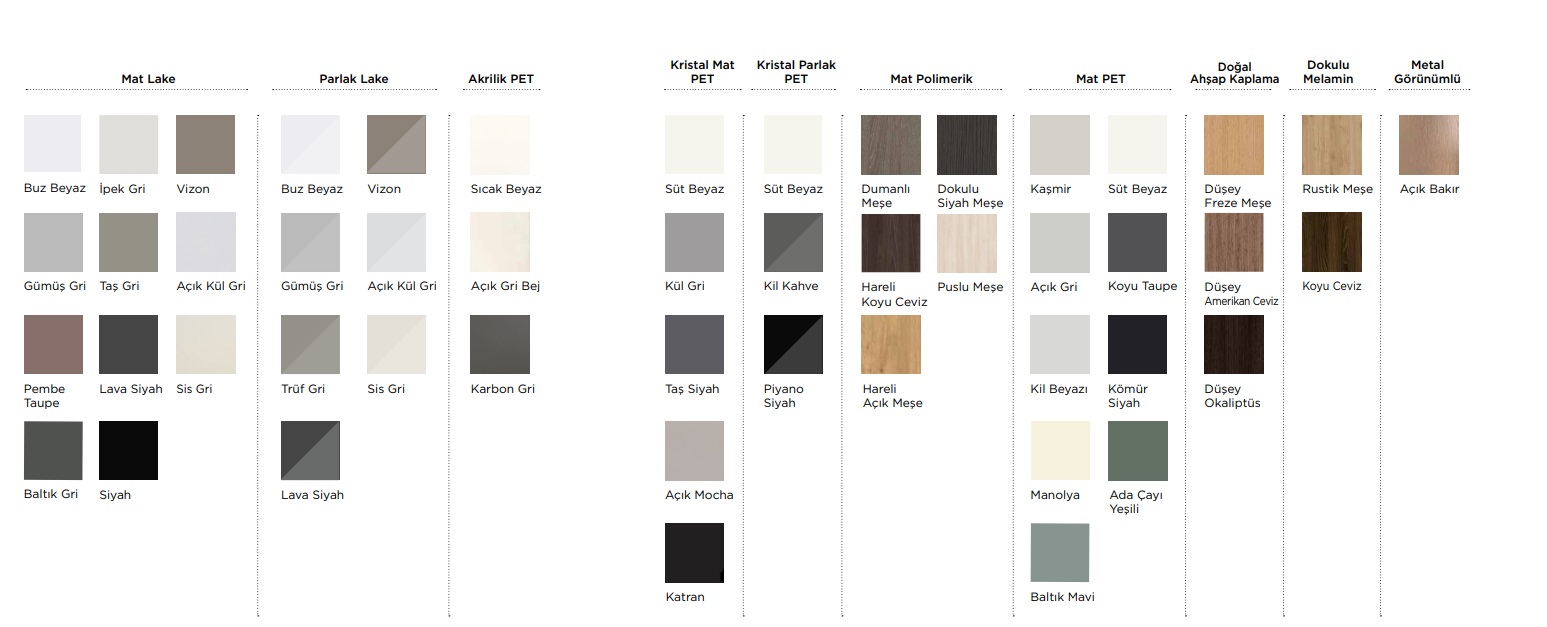 Mat Lake
Buz Beyaz
İpek Gri
Vizon
Gümüş Gri
Taş Gri
Açık Kül Gri
Pembe
Taupe
Lava Siyah
Sis Gri
Baltık Gri
Siyah
Parlak Lake
Buz Beyaz
Vizon
Gümüş Gri
Açık Kül Gri
Trüf Gri
Sis Gri
Lava Siyah
Akrilik PET
Sıcak Beyaz
Açık Gri Bej
Karbon Gri
Kristal Mat
PET
Süt Beyaz
Kül Gri
Taş Siyah
Açık Mocha
Katran
Kristal Parlak
PET
Süt Beyaz
Kil Kahve
Piyano
Siyah
Mat Polimerik
Dumanlı
Meşe
Dokulu
Siyah Meşe
Hareli
Koyu Ceviz
Puslu Meşe
Hareli
Açık Meşe
Mat PET
Kaşmir
Süt Beyaz
Açık Gri
Koyu Taupe
Kil Beyazı
Kömür
Siyah
Manolya
Ada Çayı
Yeşili
Baltık Mavi
Doğal
Ahşap Kaplama
Düşey
Freze Meşe
Düşey
Amerikan Ceviz
Düşey
Okaliptüs
Dokulu
Melamin
Rustik Meşe
Koyu Ceviz
Metal
Görünümlü
Açık Bakır